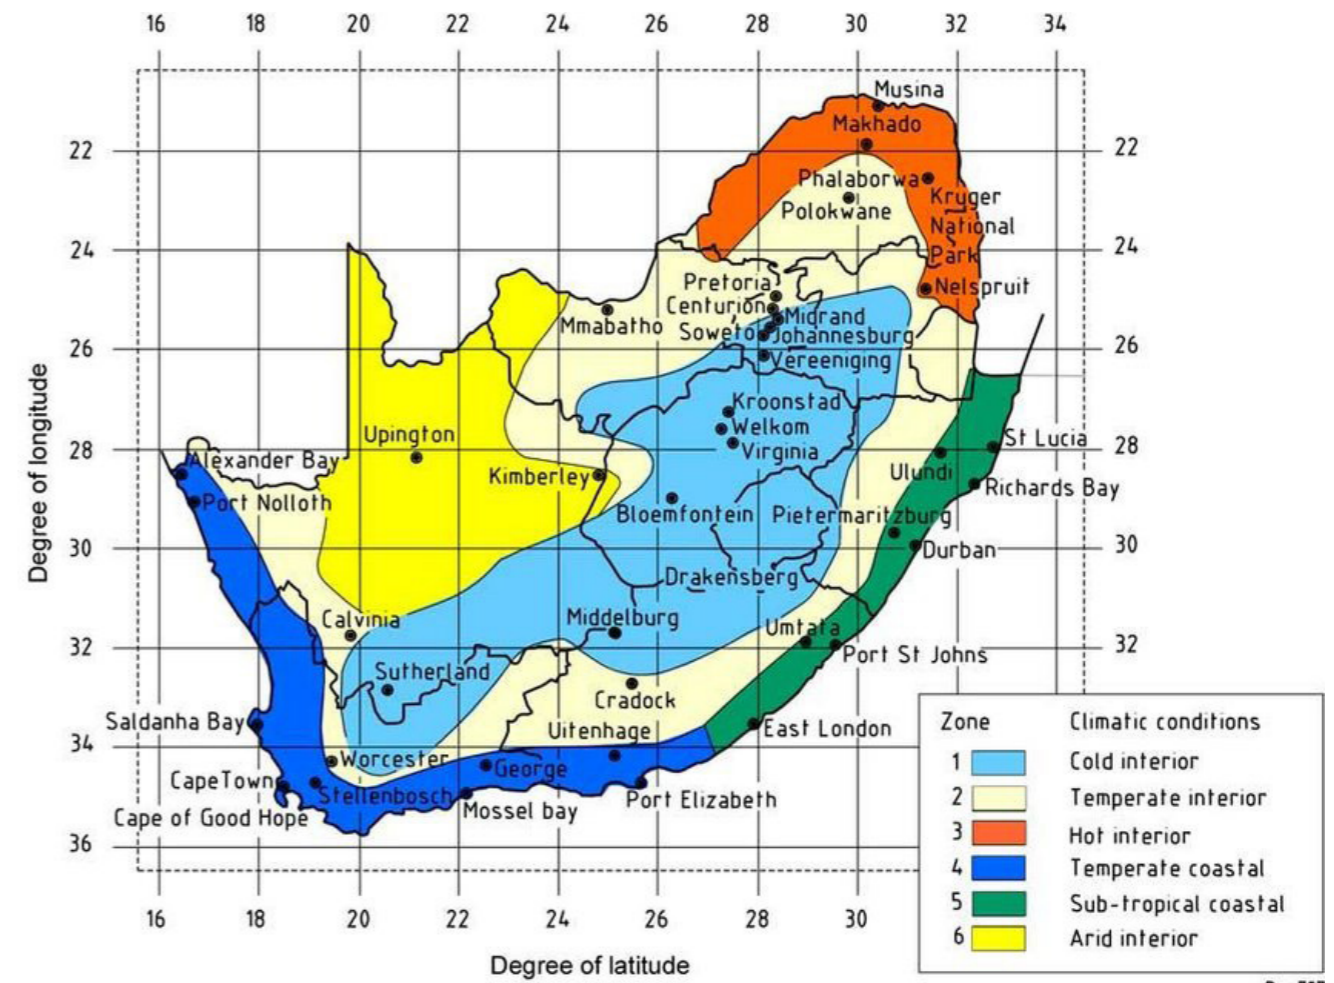 16 18 20 22 24 26 28 30 32 34
Musina
Makhado
22 22
Phalaborwa
Kruger
Polokwane
National
24 24
Park
Pretoria
Nelspruit
Centurion
Midrand
Mmabatho
Soweto
Johannesburg
26 26
Vereeniging
Kroonstad
Upington
Welkom
St Lucia
28 28
Virginia
Alexander Bay
Ulundi
Kimberley
Richards Bay
Port Nolloth
Bloemfontein
Pietermaritzburg
30 30
Durban
Drakensberg
Calvinia
Middelburg
Umtata
32 32
Port St Johns
Sutherland
Cradock
Saldanha Bay
Uitenhage
East London
34
Worcester
George
Cape Town
Stellenbosch
Port Elizabeth
Cape of Good Hope
Mossel bay
36
16 18 20 22 24 26 28 30
Degree of longitude
Degree of latitude
Zone Climatic conditions
1 Cold interior
2 Temperate interior
3 Hot interior
4 Temperate coastal
5 Sub-tropical coastal
6 Arid interior